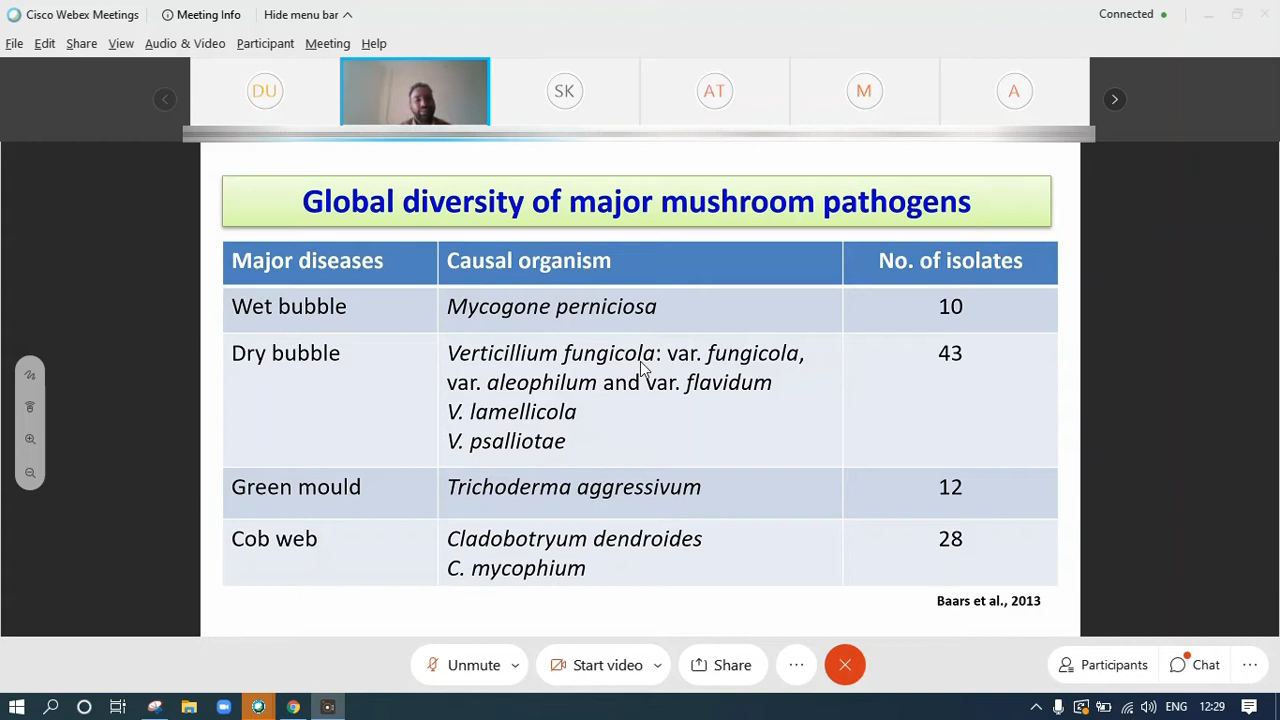 Cisco Webex Meetings
Meeting Info
Hide menu bar
Connected
File Edit Share View Audio & Video Participant Meeting Help
DU SK AT M A
Global diversity of major mushroom pathogens
Major diseases Causal organism No. of isolates
Wet bubble Mycogone perniciosa 10
Dry bubble Verticillium fungicola: var. fungicola, 43
var. aleophilum and var. flavidum
V. lamellicola
V. psalliotae
Green mould Trichoderma aggressivum 12
Cob web Cladobotryum dendroides 28
C. mycophium
Baars et al., 2013
Unmute Start video Share Participants Chat
ENG 12:29